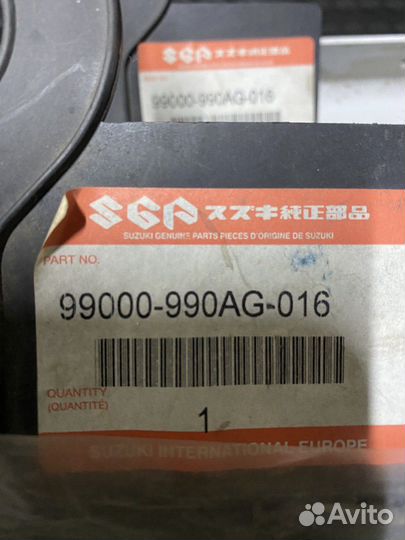 SGP スズキ純正部品
99000-990AG-016
SGP スズキ純正部品
SUZUKI GENUINE PARTS PIECES D'ORIGINE DE SUZUKI
PART NO.
99000-990AG-016
QUANTITY
(QUANTITÉ)
1
SUZUKI INTERNATIONAL EUROPE
Avito